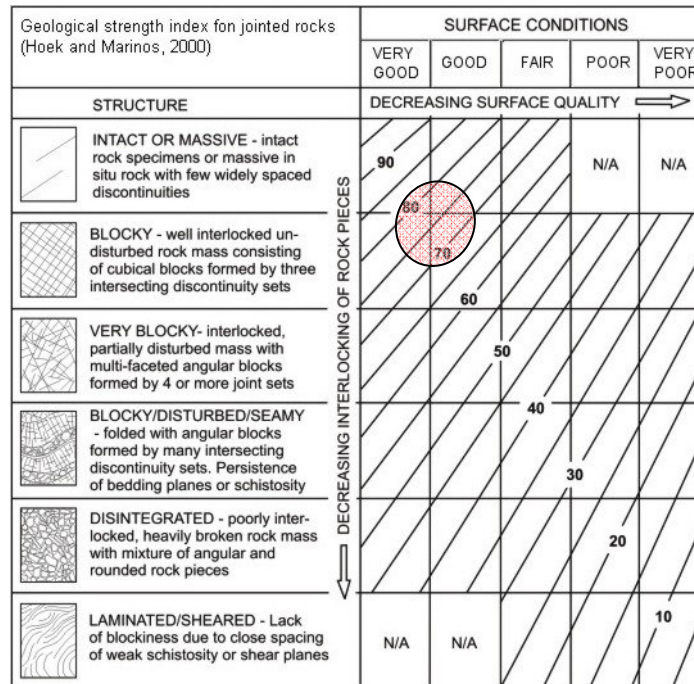 Geological strength index fon jointed rocks
(Hoek and Marinos, 2000)
SURFACE CONDITIONS
VERY
GOOD
GOOD
FAIR
POOR
VERY
POOR
STRUCTURE
DECREASING SURFACE QUALITY
DECREASING INTERLOCKING OF ROCK PIECES
INTACT OR MASSIVE - intact
rock specimens or massive in
situ rock with few widely spaced
discontinuities
90
N/A
N/A
80
BLOCKY - well interlocked un-
disturbed rock mass consisting
of cubical blocks formed by three
intersecting discontinuity sets
70
60
VERY BLOCKY- interlocked,
partially disturbed mass with
multi-faceted angular blocks
formed by 4 or more joint sets
50
BLOCKY/DISTURBED/SEAMY
- folded with angular blocks
formed by many intersecting
discontinuity sets. Persistence
of bedding planes or schistosity
40
30
DISINTEGRATED - poorly inter-
locked, heavily broken rock mass
with mixture of angular and
rounded rock pieces
20
LAMINATED/SHEARED - Lack
of blockiness due to close spacing
of weak schistosity or shear planes
N/A
N/A
10